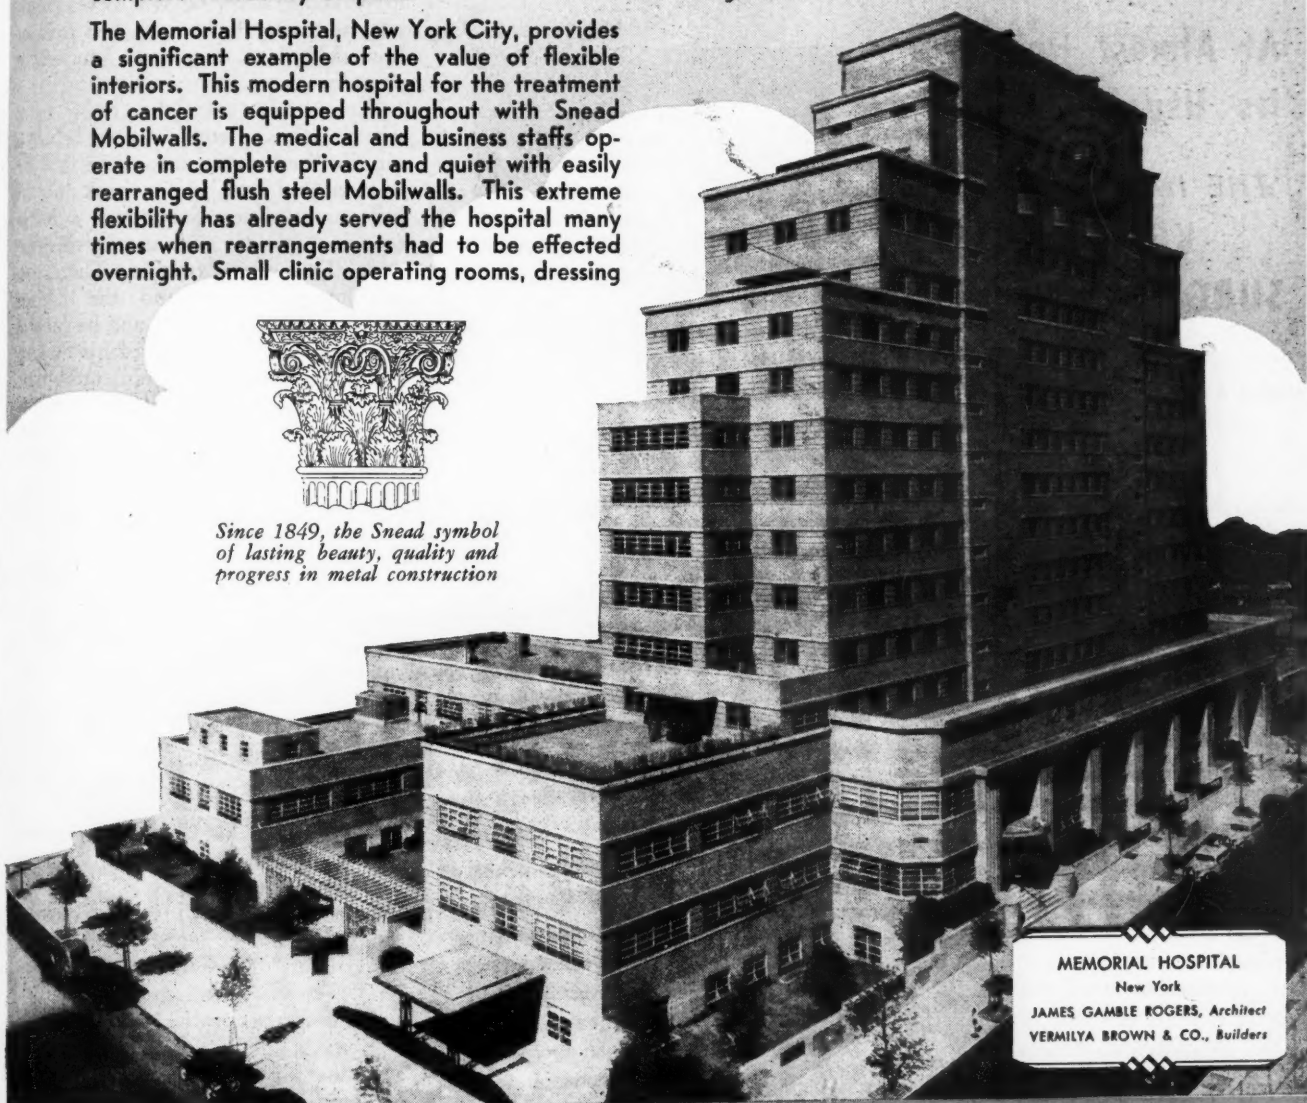 The Memorial Hospital, New York City, provides
a significant example of the value of flexible
interiors. This modern hospital for the treatment
of cancer is equipped throughout with Snead
Mobilwalls. The medical and business staffs op-
erate in complete privacy and quiet with easily
rearranged flush steel Mobilwalls. This extreme
flexibility has already served the hospital many
times when rearrangements had to be effected
overnight. Small clinic operating rooms, dressing
Since 1849, the Snead symbol
of lasting beauty, quality and
progress in metal construction
MEMORIAL HOSPITAL
New York
JAMES GAMBLE ROGERS, Architect
VERMILYA BROWN & CO., Builders